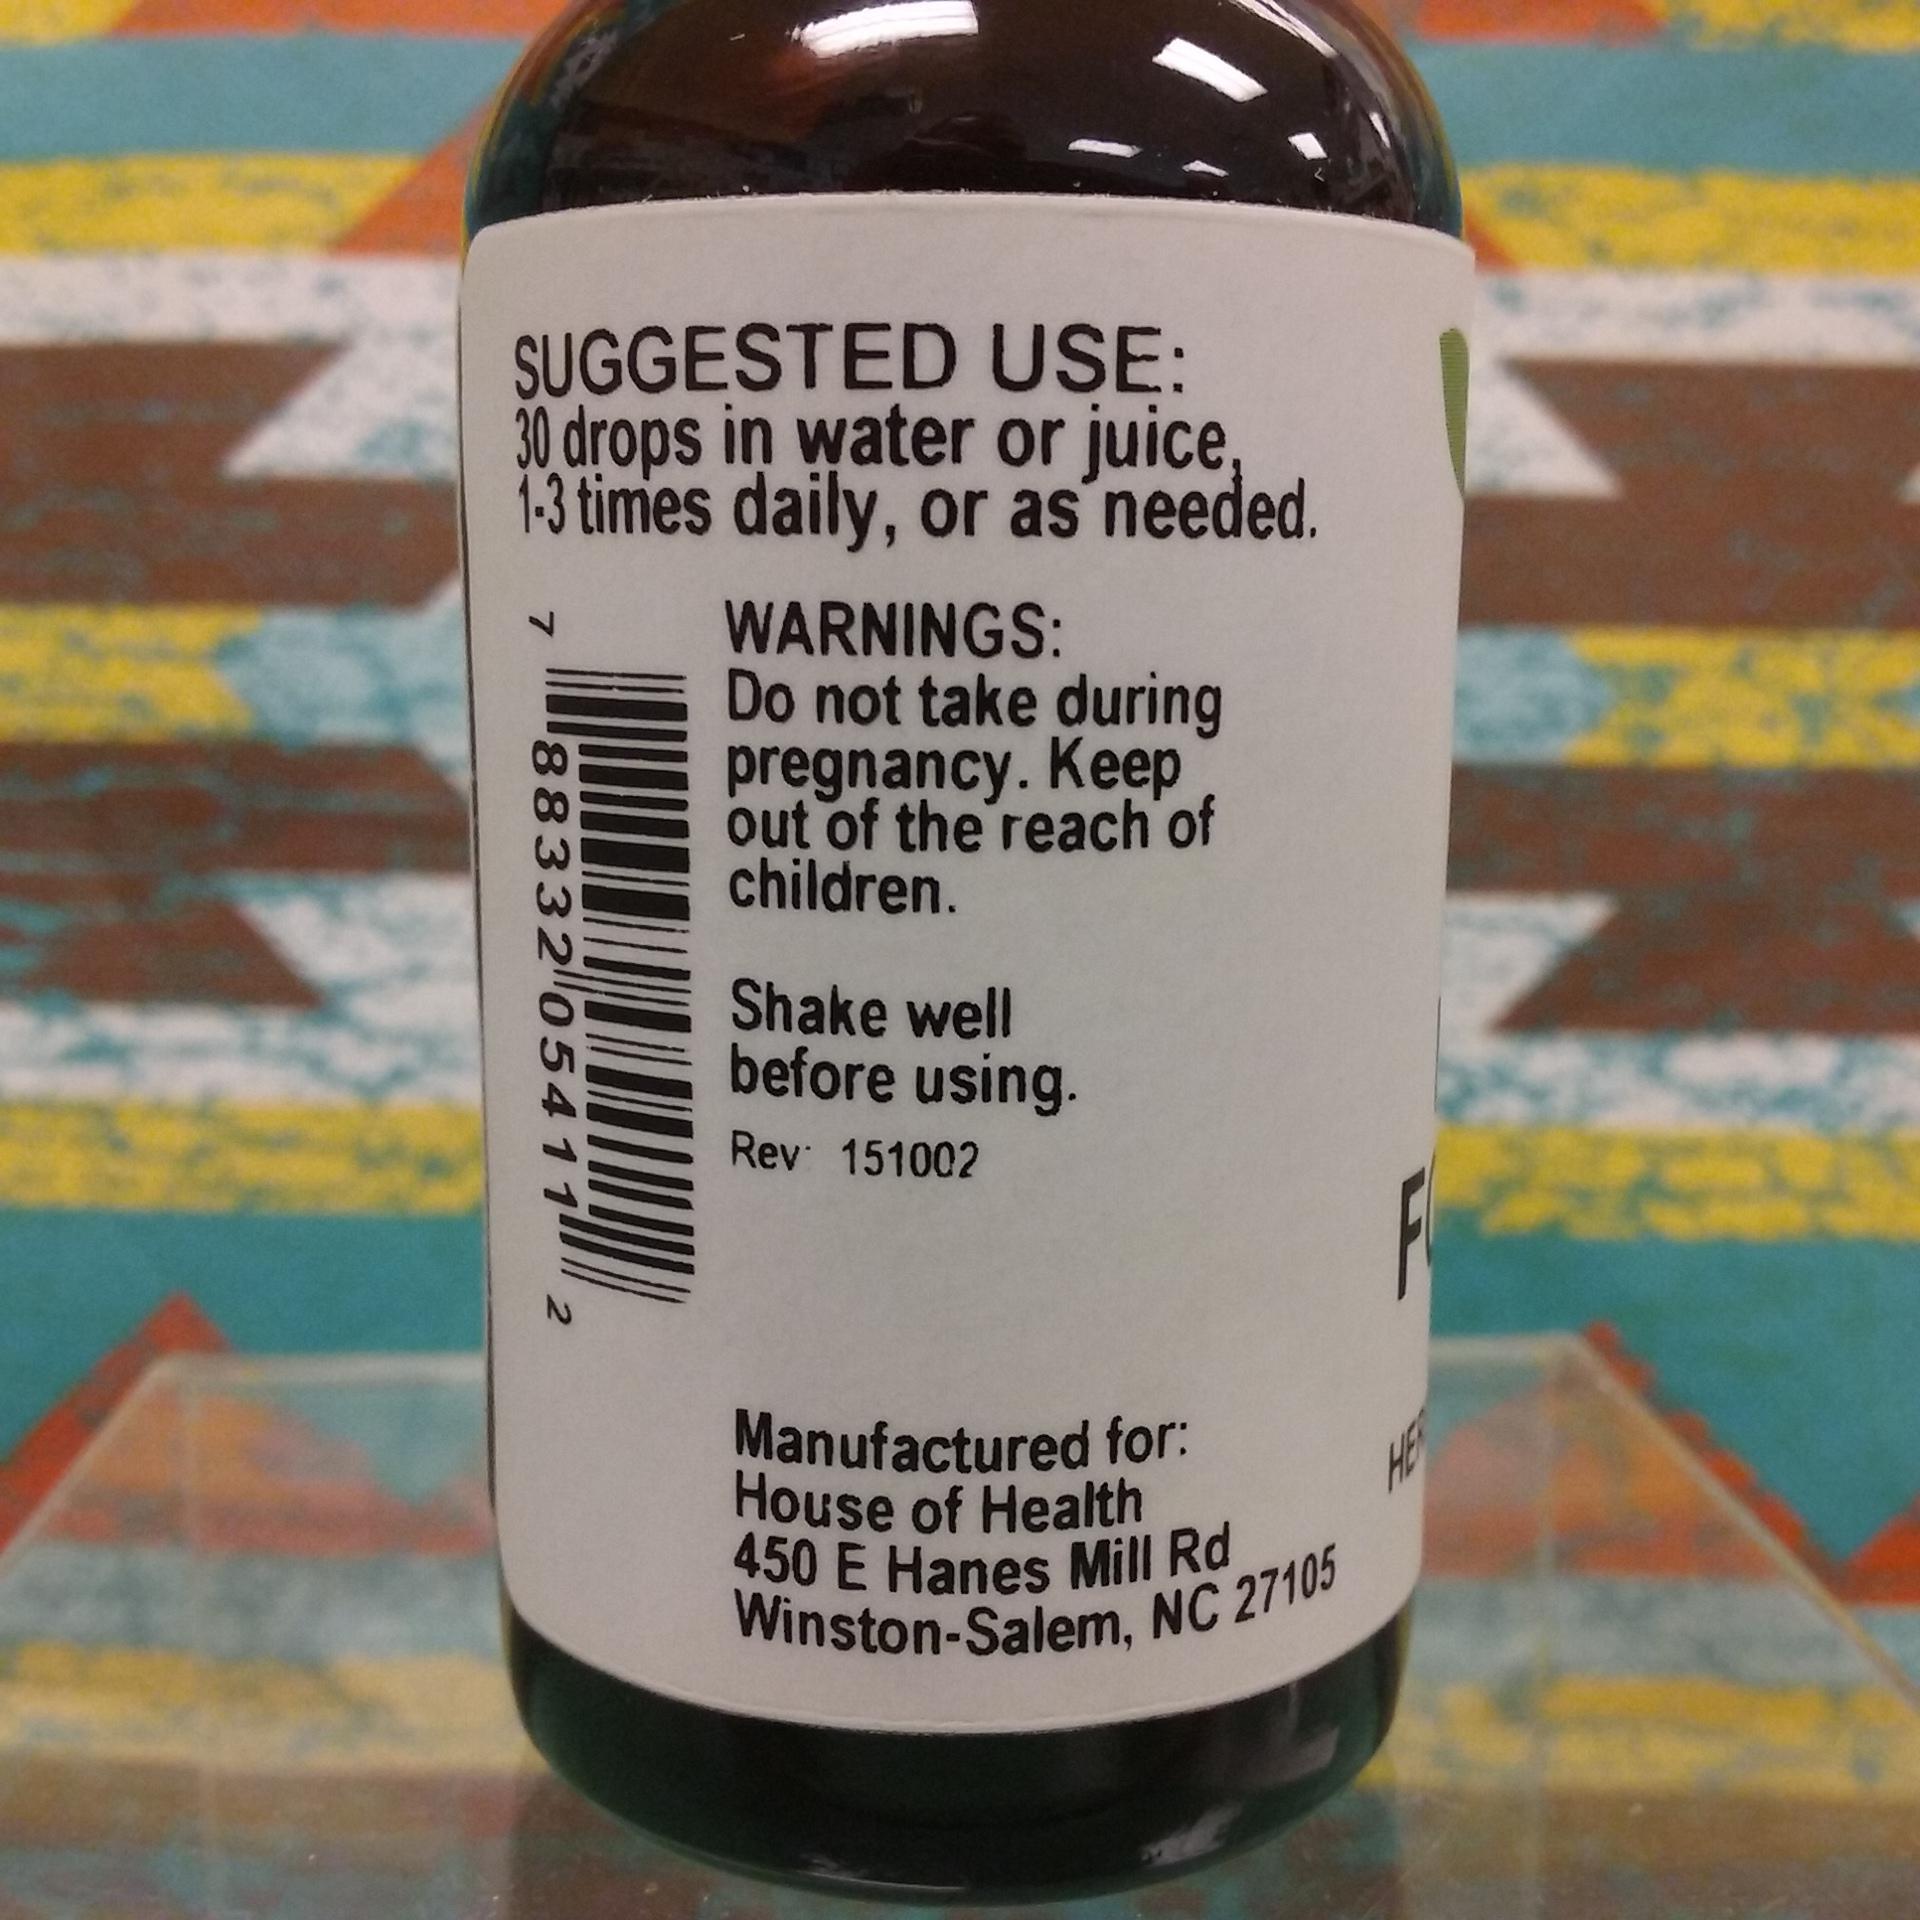 SUGGESTED USE:
30 drops in water or juice,
1-3 times daily, or as needed.
WARNINGS:
Do not take during
pregnancy. Keep
out of the reach of
children.
Shake well
before using.
Rev: 151002
7 88332 05411 2
Manufactured for:
House of Health
450 E Hanes Mill Rd
Winston-Salem, NC 27105